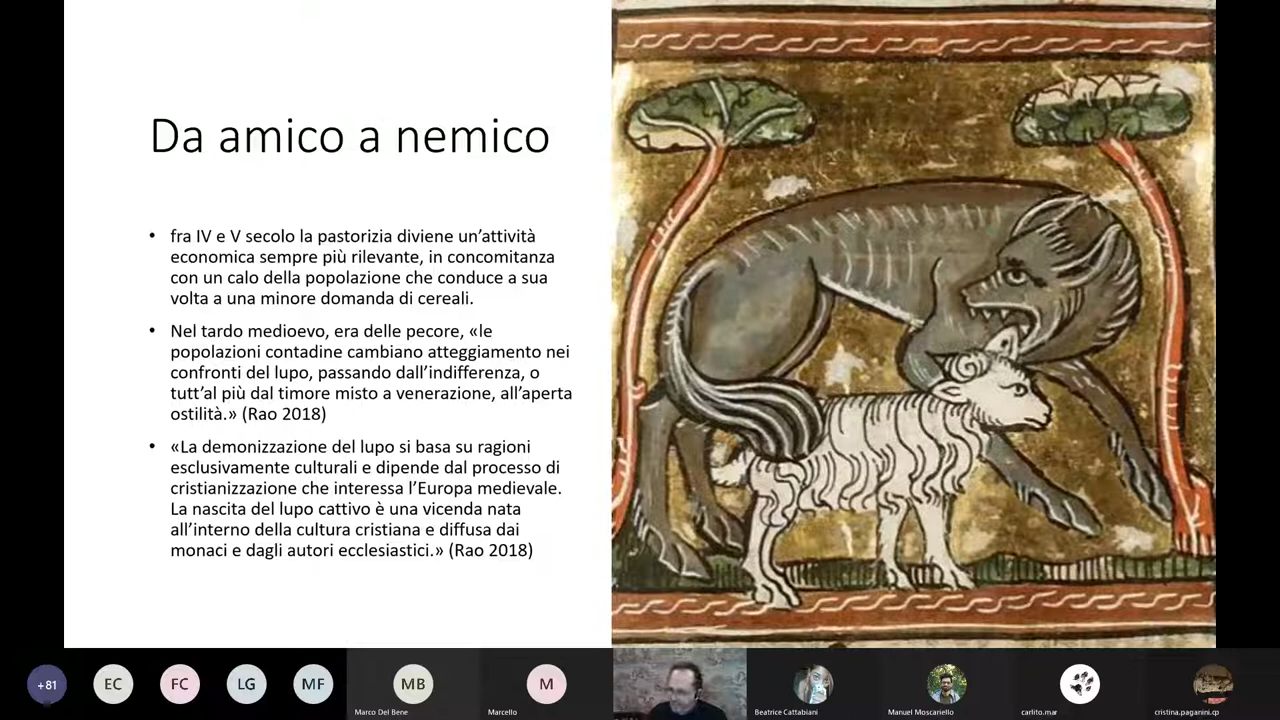 Da amico a nemico
• fra IV e V secolo la pastorizia diviene un’attività
economica sempre più rilevante, in concomitanza
con un calo della popolazione che conduce a sua
volta a una minore domanda di cereali.
• Nel tardo medioevo, era delle pecore, «le
popolazioni contadine cambiano atteggiamento nei
confronti del lupo, passando dall’indifferenza, o
tutt’al più dal timore misto a venerazione, all’aperta
ostilità.» (Rao 2018)
• «La demonizzazione del lupo si basa su ragioni
esclusivamente culturali e dipende dal processo di
cristianizzazione che interessa l’Europa medievale.
La nascita del lupo cattivo è una vicenda nata
all’interno della cultura cristiana e diffusa dai
monaci e dagli autori ecclesiastici.» (Rao 2018)
+81
EC
FC
LG
MF
MB
M
Marco Del Bene
Marcello
Beatrice Cattabiani
Manuel Moscariello
carlito.mar
cristina.paganini.cp